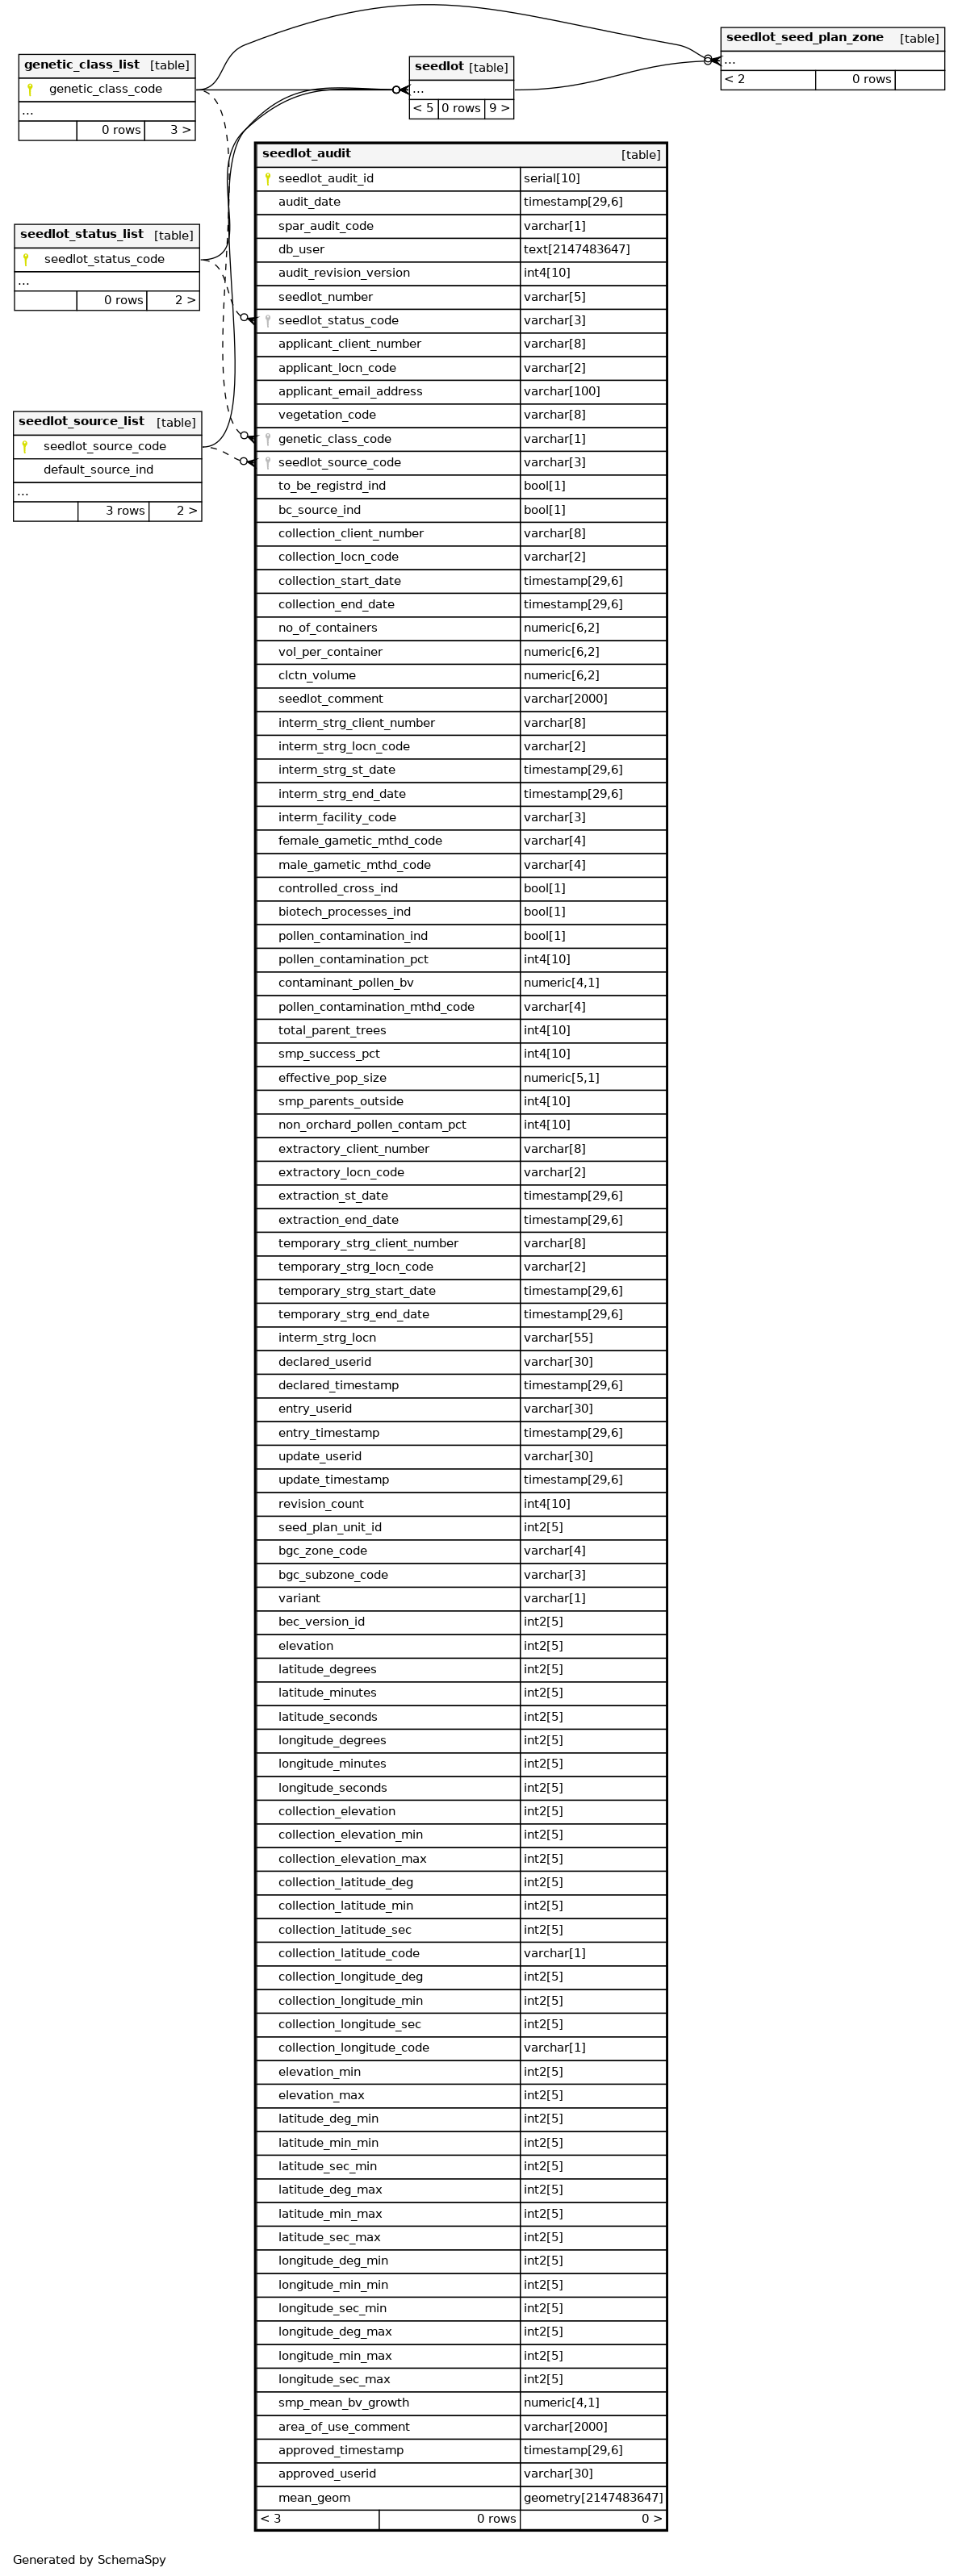 genetic_class_list [table]
genetic_class_code
...
0 rows 3 >
seedlot [table]
...
< 5 0 rows 9 >
seedlot_seed_plan_zone [table]
...
< 2 0 rows
seedlot_status_list [table]
seedlot_status_code
...
0 rows 2 >
seedlot_source_list [table]
seedlot_source_code
default_source_ind
...
3 rows 2 >
seedlot_audit [table]
seedlot_audit_id serial[10]
audit_date timestamp[29,6]
spar_audit_code varchar[1]
db_user text[2147483647]
audit_revision_version int4[10]
seedlot_number varchar[5]
seedlot_status_code varchar[3]
applicant_client_number varchar[8]
applicant_locn_code varchar[2]
applicant_email_address varchar[100]
vegetation_code varchar[8]
genetic_class_code varchar[1]
seedlot_source_code varchar[3]
to_be_registrd_ind bool[1]
bc_source_ind bool[1]
collection_client_number varchar[8]
collection_locn_code varchar[2]
collection_start_date timestamp[29,6]
collection_end_date timestamp[29,6]
no_of_containers numeric[6,2]
vol_per_container numeric[6,2]
clctn_volume numeric[6,2]
seedlot_comment varchar[2000]
interm_strg_client_number varchar[8]
interm_strg_locn_code varchar[2]
interm_strg_st_date timestamp[29,6]
interm_strg_end_date timestamp[29,6]
interm_facility_code varchar[3]
female_gametic_mthd_code varchar[4]
male_gametic_mthd_code varchar[4]
controlled_cross_ind bool[1]
biotech_processes_ind bool[1]
pollen_contamination_ind bool[1]
pollen_contamination_pct int4[10]
contaminant_pollen_bv numeric[4,1]
pollen_contamination_mthd_code varchar[4]
total_parent_trees int4[10]
smp_success_pct int4[10]
effective_pop_size numeric[5,1]
smp_parents_outside int4[10]
non_orchard_pollen_contam_pct int4[10]
extractory_client_number varchar[8]
extractory_locn_code varchar[2]
extraction_st_date timestamp[29,6]
extraction_end_date timestamp[29,6]
temporary_strg_client_number varchar[8]
temporary_strg_locn_code varchar[2]
temporary_strg_start_date timestamp[29,6]
temporary_strg_end_date timestamp[29,6]
interm_strg_locn varchar[55]
declared_userid varchar[30]
declared_timestamp timestamp[29,6]
entry_userid varchar[30]
entry_timestamp timestamp[29,6]
update_userid varchar[30]
update_timestamp timestamp[29,6]
revision_count int4[10]
seed_plan_unit_id int2[5]
bgc_zone_code varchar[4]
bgc_subzone_code varchar[3]
variant varchar[1]
bec_version_id int2[5]
elevation int2[5]
latitude_degrees int2[5]
latitude_minutes int2[5]
latitude_seconds int2[5]
longitude_degrees int2[5]
longitude_minutes int2[5]
longitude_seconds int2[5]
collection_elevation int2[5]
collection_elevation_min int2[5]
collection_elevation_max int2[5]
collection_latitude_deg int2[5]
collection_latitude_min int2[5]
collection_latitude_sec int2[5]
collection_latitude_code varchar[1]
collection_longitude_deg int2[5]
collection_longitude_min int2[5]
collection_longitude_sec int2[5]
collection_longitude_code varchar[1]
elevation_min int2[5]
elevation_max int2[5]
latitude_deg_min int2[5]
latitude_min_min int2[5]
latitude_sec_min int2[5]
latitude_deg_max int2[5]
latitude_min_max int2[5]
latitude_sec_max int2[5]
longitude_deg_min int2[5]
longitude_min_min int2[5]
longitude_sec_min int2[5]
longitude_deg_max int2[5]
longitude_min_max int2[5]
longitude_sec_max int2[5]
smp_mean_bv_growth numeric[4,1]
area_of_use_comment varchar[2000]
approved_timestamp timestamp[29,6]
approved_userid varchar[30]
mean_geom geometry[2147483647]
< 3 0 rows 0 >
Generated by SchemaSpy